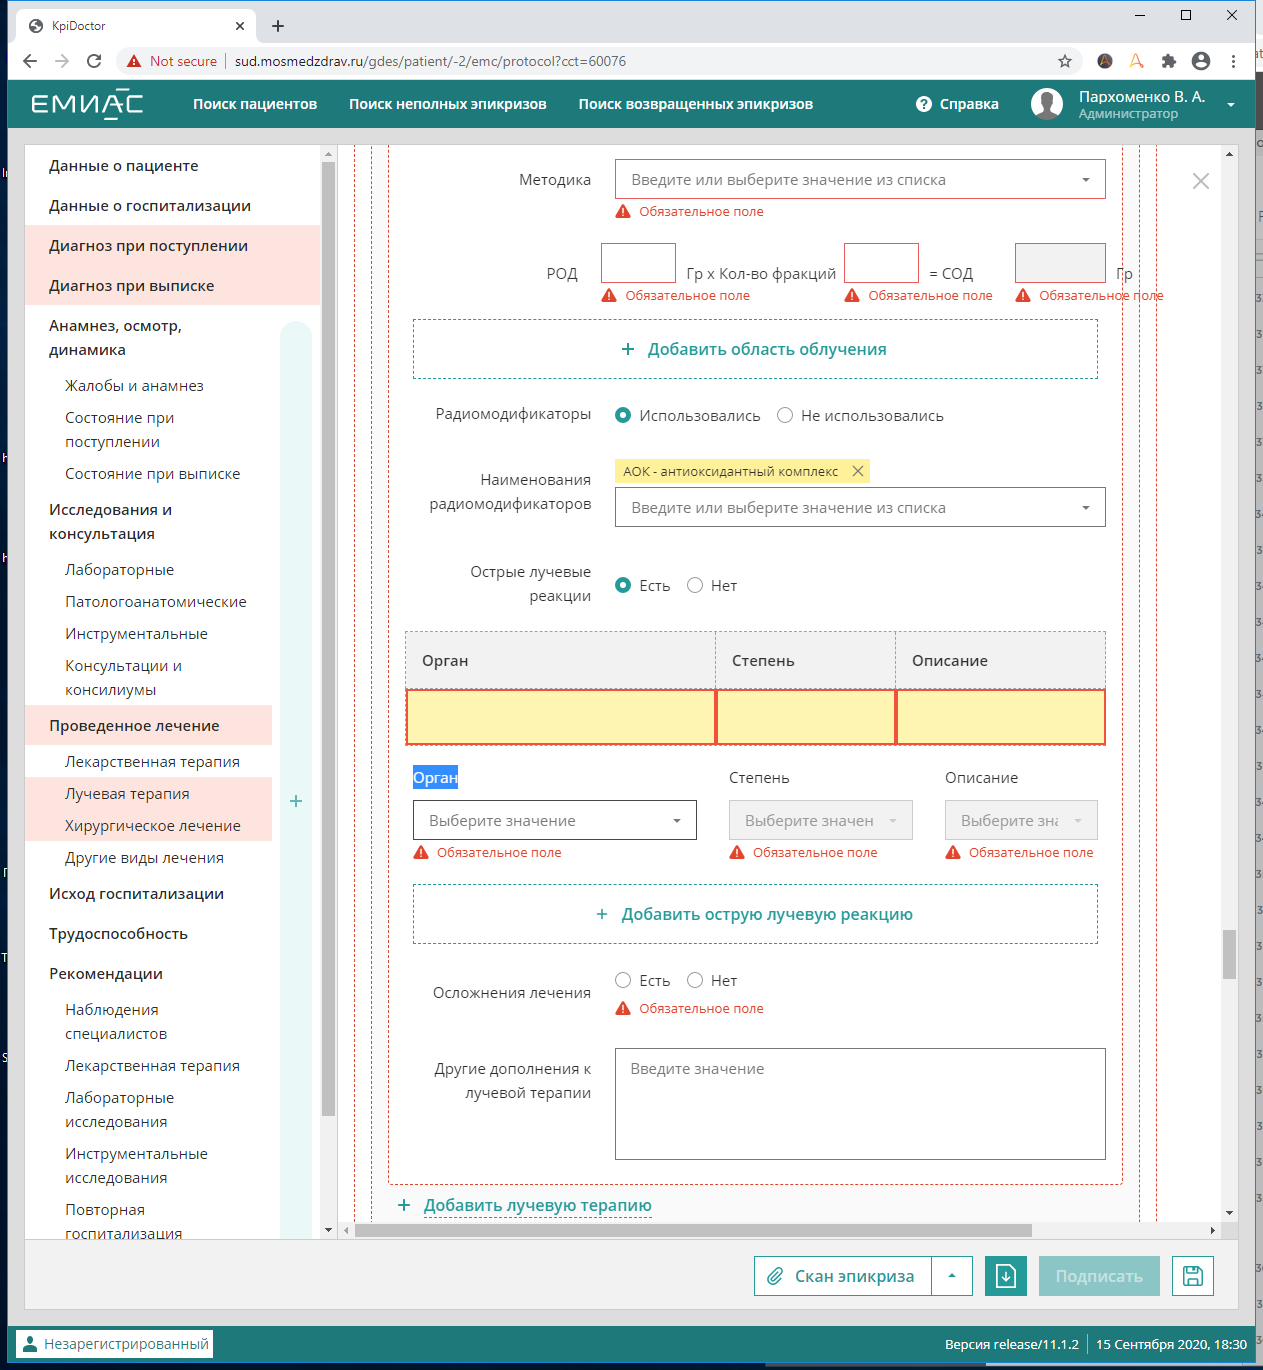 KpiDoctor
Not secure | sud.mosmedzdrav.ru/gdes/patient/-2/emc/protocol?cct=60076
ЕМИАС
Поиск пациентов
Поиск неполных эпикризов
Поиск возвращенных эпикризов
Справка
Пархоменко В. А.
Администратор
Данные о пациенте
Данные о госпитализации
Диагноз при поступлении
Диагноз при выписке
Анамнез, осмотр,
динамика
Жалобы и анамнез
Состояние при
поступлении
Состояние при выписке
Исследования и
консультация
Лабораторные
Патологоанатомические
Инструментальные
Консультации и
консилиумы
Проведенное лечение
Лекарственная терапия
Лучевая терапия
Хирургическое лечение
Другие виды лечения
Исход госпитализации
Трудоспособность
Рекомендации
Наблюдения
специалистов
Лекарственная терапия
Лабораторные
исследования
Инструментальные
исследования
Повторная
госпитализация
Методика
Введите или выберите значение из списка
Обязательное поле
РОД
Гр х Кол-во фракций
= СОД
Гр
Обязательное поле
Обязательное поле
Обязательное поле
+ Добавить область облучения
Радиомодификаторы
Использовались
Не использовались
Наименования
радиомодификаторов
АОК - антиоксидантный комплекс
Введите или выберите значение из списка
Острые лучевые
реакции
Есть
Нет
Орган
Степень
Описание
Орган
Степень
Описание
Выберите значение
Выберите значен
Выберите зна
Обязательное поле
Обязательное поле
Обязательное поле
+ Добавить острую лучевую реакцию
Осложнения лечения
Есть
Нет
Обязательное поле
Другие дополнения к
лучевой терапии
Введите значение
+ Добавить лучевую терапию
Скан эпикриза
Подписать
Незарегистрированный
Версия release/11.1.2
15 Сентября 2020, 18:30